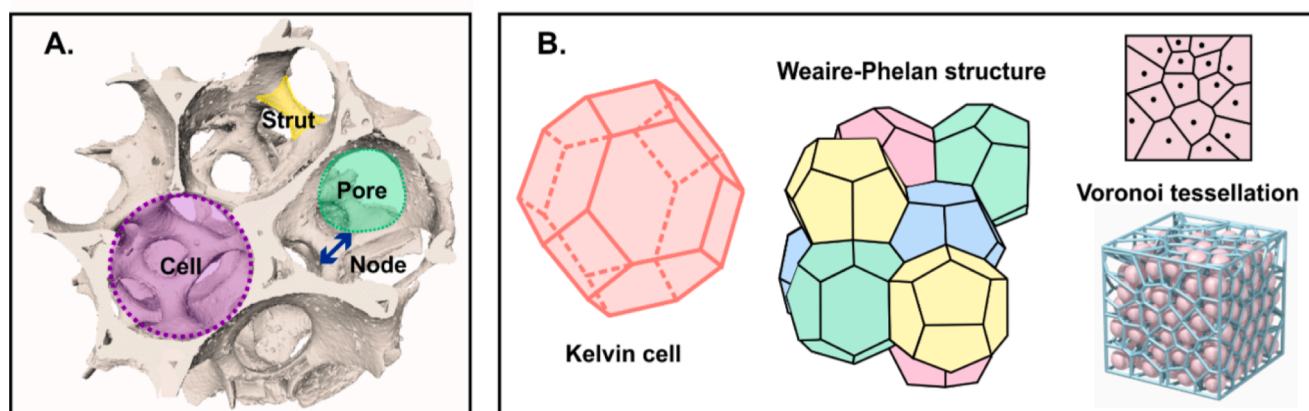 A.
Strut
Pore
Cell
Node
B.
Weaire-Phelan structure
Voronoi tessellation
Kelvin cell